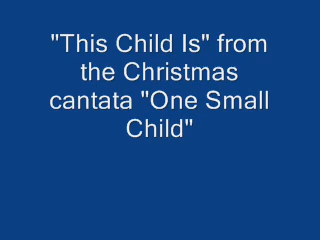 "This Child Is" from
the Christmas
cantata "One Small
Child"